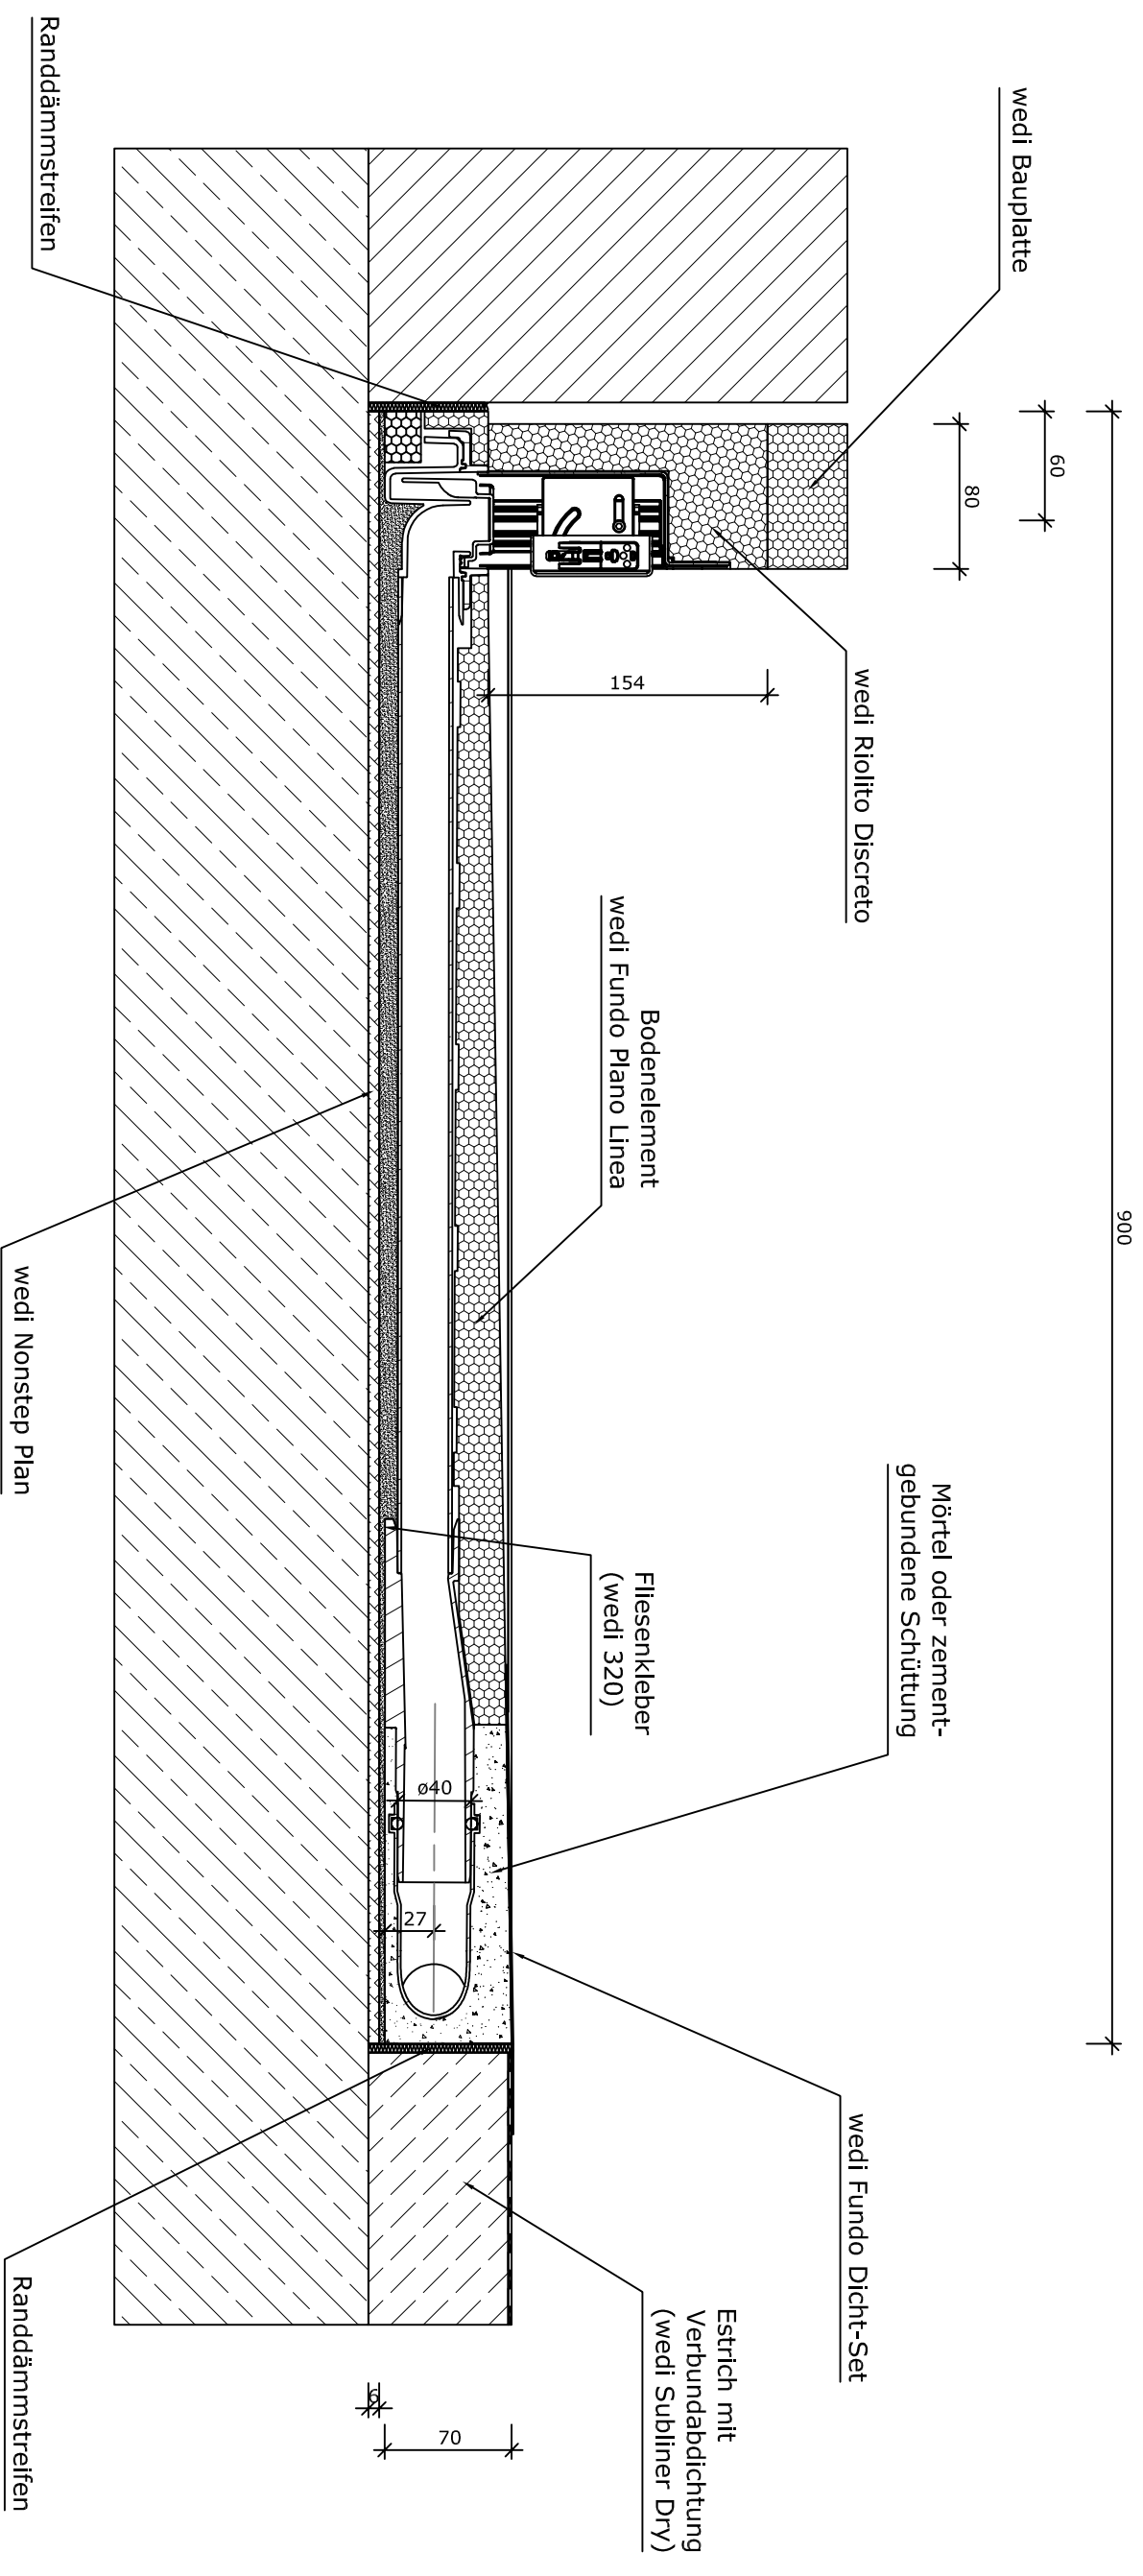 900
60
80
wedi Bauplatte
wedi Riolito Discreto
154
Bodenelement
wedi Fundo Plano Linea
Mörtel oder zement-
gebundene Schüttung
wedi Fundo Dicht-Set
Fliesenkleber
(wedi 320)
Estrich mit
Verbundabdichtung
(wedi Subliner Dry)
ø40
27
70
6
Randdämmstreifen
wedi Nonstep Plan
Randdämmstreifen